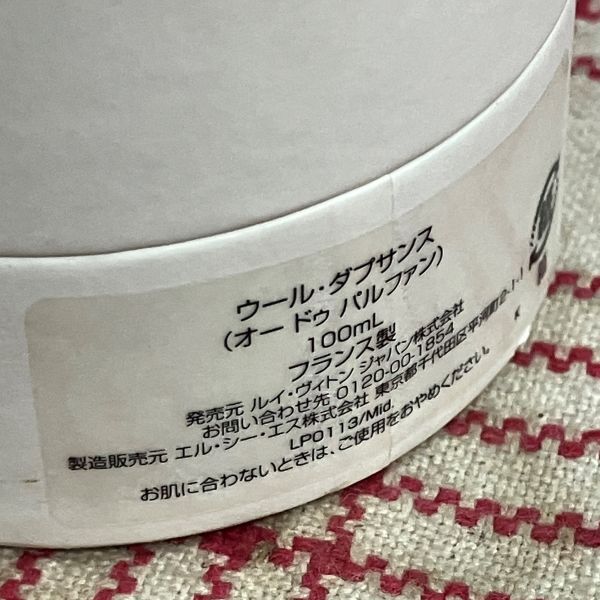 ウール・ダプサンス
(オー ドゥ パルファン)
100mL
フランス製
発売元 ルイ・ヴィトン ジャパン株式会社
お問い合わせ先 0120-00-1854
製造販売元 エル・シー・エス株式会社 東京都千代田区平河町2-1-1
LP0113/Mid.
お肌に合わないときは、ご使用をおやめください。
K